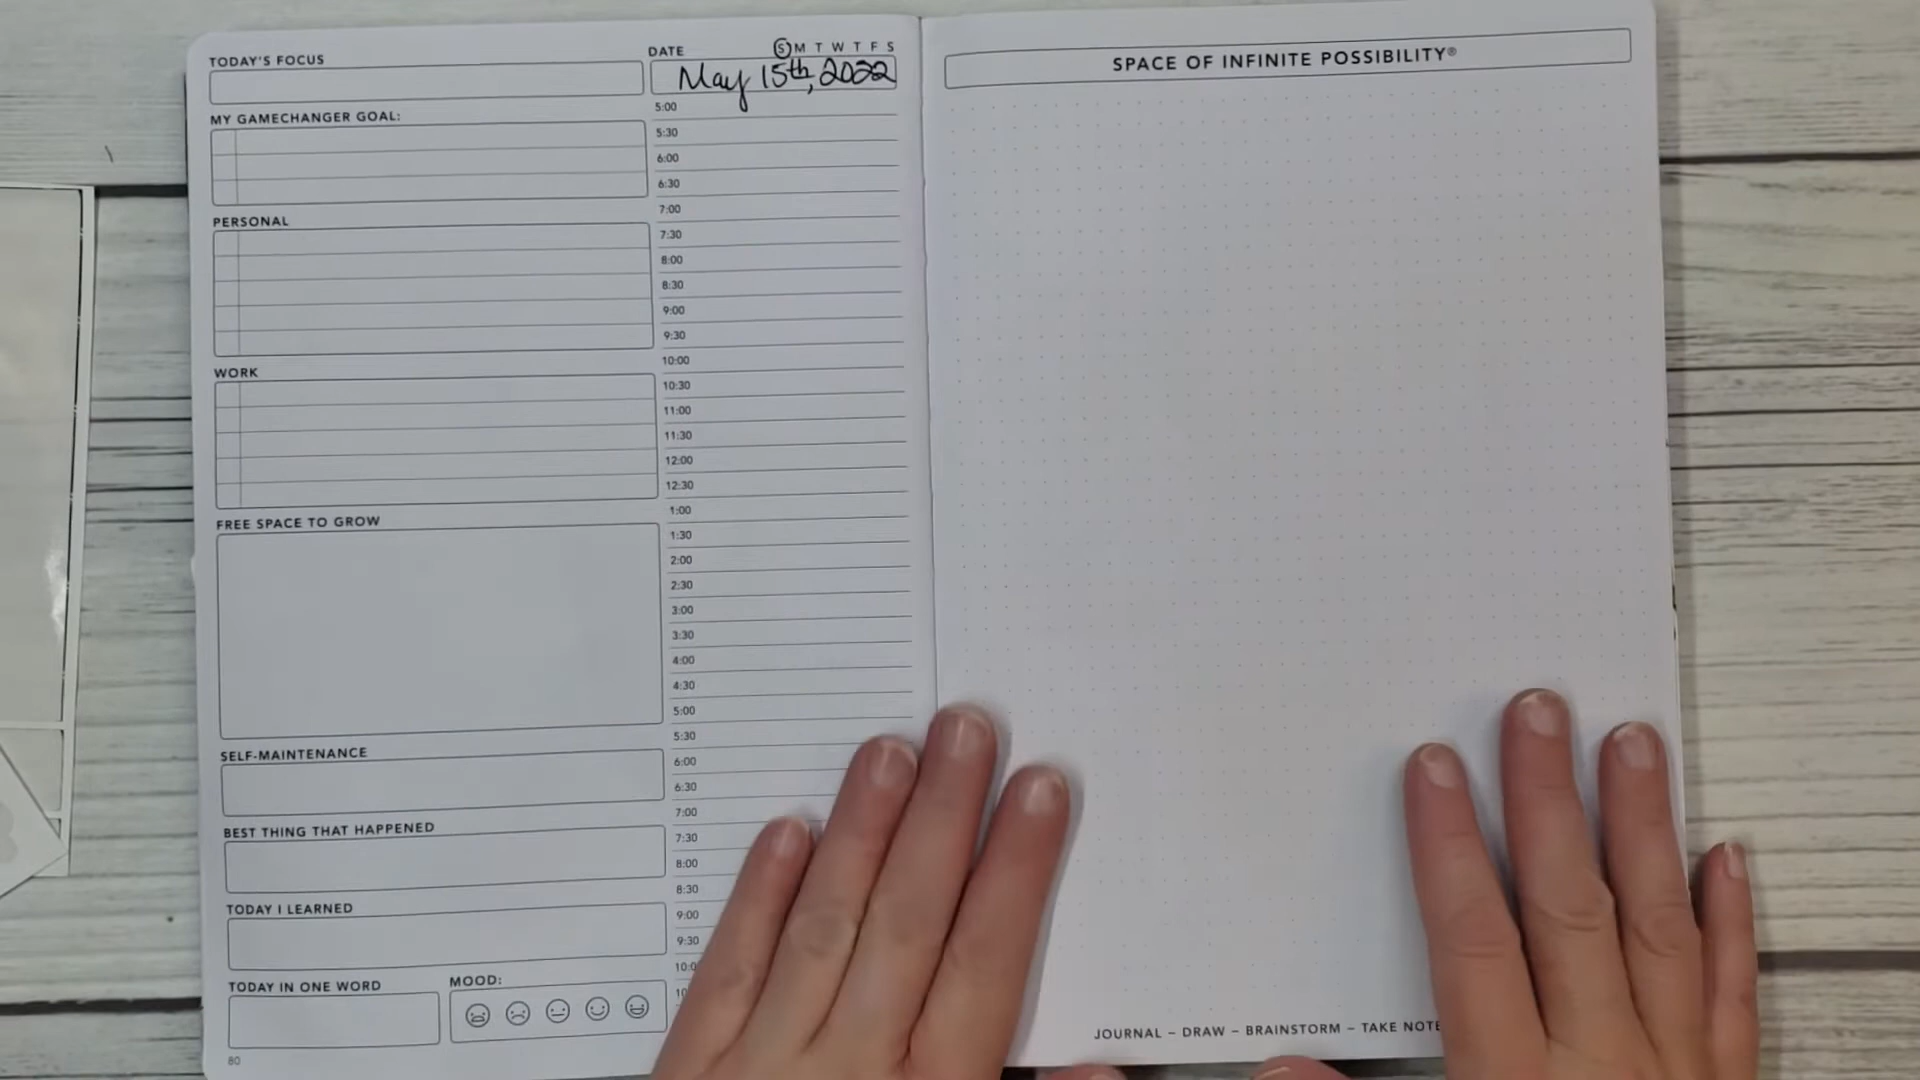 TODAY'S FOCUS
DATE
S M T W T F S
May 15th, 2022
MY GAMECHANGER GOAL:
PERSONAL
WORK
FREE SPACE TO GROW
SELF-MAINTENANCE
BEST THING THAT HAPPENED
TODAY I LEARNED
TODAY IN ONE WORD
MOOD:
80
5:00
5:30
6:00
6:30
7:00
7:30
8:00
8:30
9:00
9:30
10:00
10:30
11:00
11:30
12:00
12:30
1:00
1:30
2:00
2:30
3:00
3:30
4:00
4:30
5:00
5:30
6:00
6:30
7:00
7:30
8:00
8:30
9:00
9:30
SPACE OF INFINITE POSSIBILITY®
JOURNAL – DRAW – BRAINSTORM – TAKE NOTE